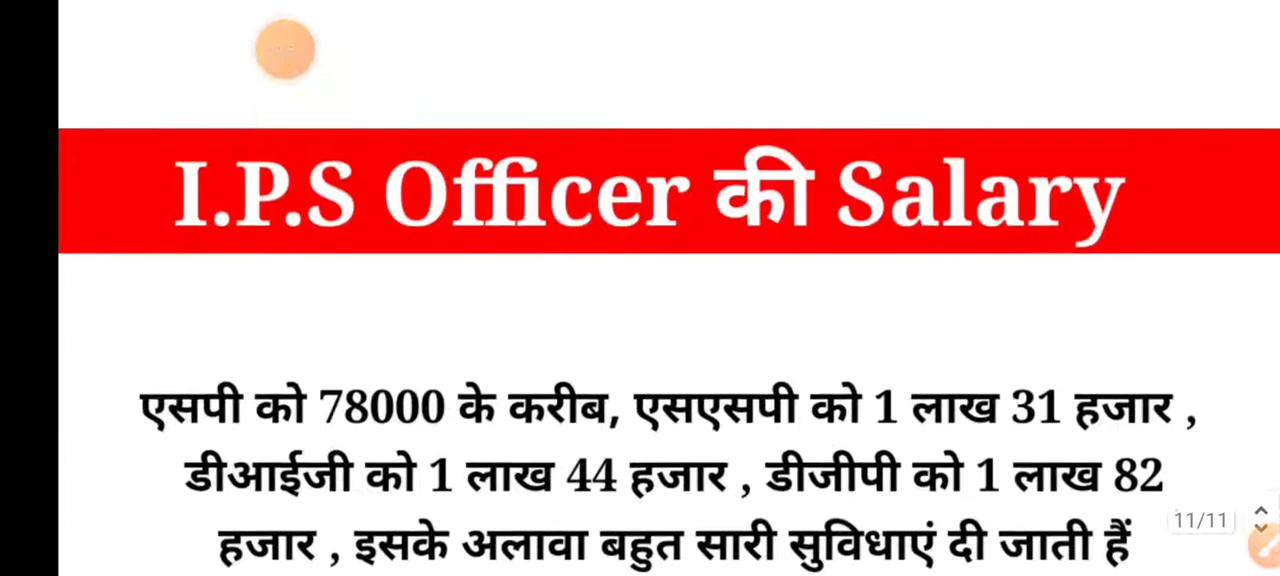 I.P.S Officer की Salary
एसपी को 78000 के करीब, एसएसपी को 1 लाख 31 हजार ,
डीआईजी को 1 लाख 44 हजार , डीजीपी को 1 लाख 82
हजार , इसके अलावा बहुत सारी सुविधाएं दी जाती हैं
11/11